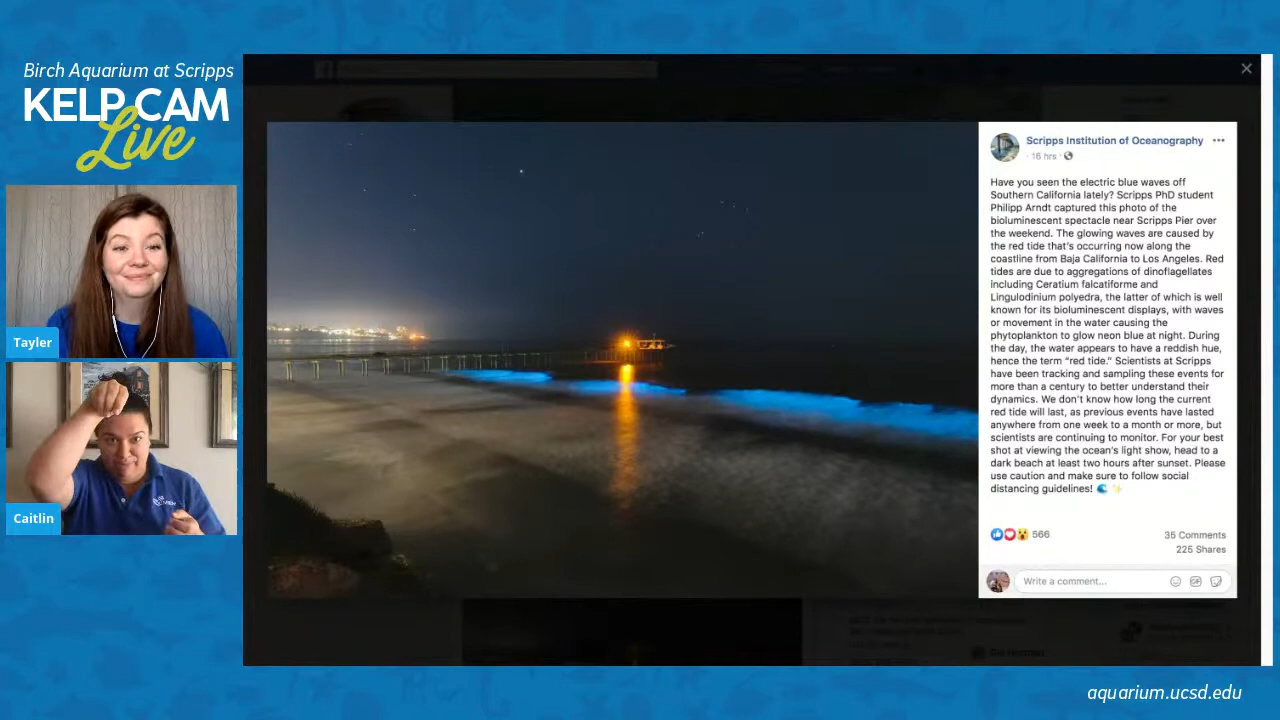 Birch Aquarium at Scripps
KELP CAM
Live
Tayler
Caitlin
Scripps Institution of Oceanography
16 hrs
Have you seen the electric blue waves off
Southern California lately? Scripps PhD student
Philipp Arndt captured this photo of the
bioluminescent spectacle near Scripps Pier over
the weekend. The glowing waves are caused by
the red tide that's occurring now along the
coastline from Baja California to Los Angeles. Red
tides are due to aggregations of dinoflagellates
including Ceratium falcatiforme and
Lingulodinium polyedra, the latter of which is well
known for its bioluminescent displays, with waves
or movement in the water causing the
phytoplankton to glow neon blue at night. During
the day, the water appears to have a reddish hue,
hence the term “red tide.” Scientists at Scripps
have been tracking and sampling these events for
more than a century to better understand their
dynamics. We don't know how long the current
red tide will last, as previous events have lasted
anywhere from one week to a month or more, but
scientists are continuing to monitor. For your best
shot at viewing the ocean's light show, head to a
dark beach at least two hours after sunset. Please
use caution and make sure to follow social
distancing guidelines!
566
35 Comments
225 Shares
Write a comment...
GIF
aquarium.ucsd.edu